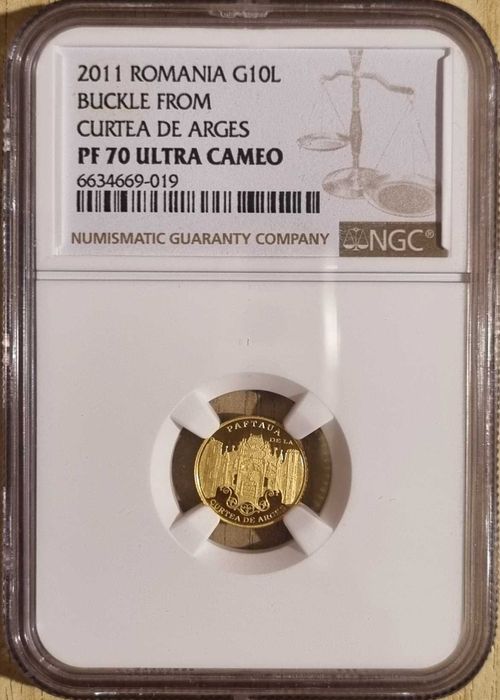 2011 ROMANIA G10L
BUCKLE FROM
CURTEA DE ARGES
PF 70 ULTRA CAMEO
6634669-019
NUMISMATIC GUARANTY COMPANY
NGC®
PAFTAUA
DE LA
CURTEA DE ARGEȘ